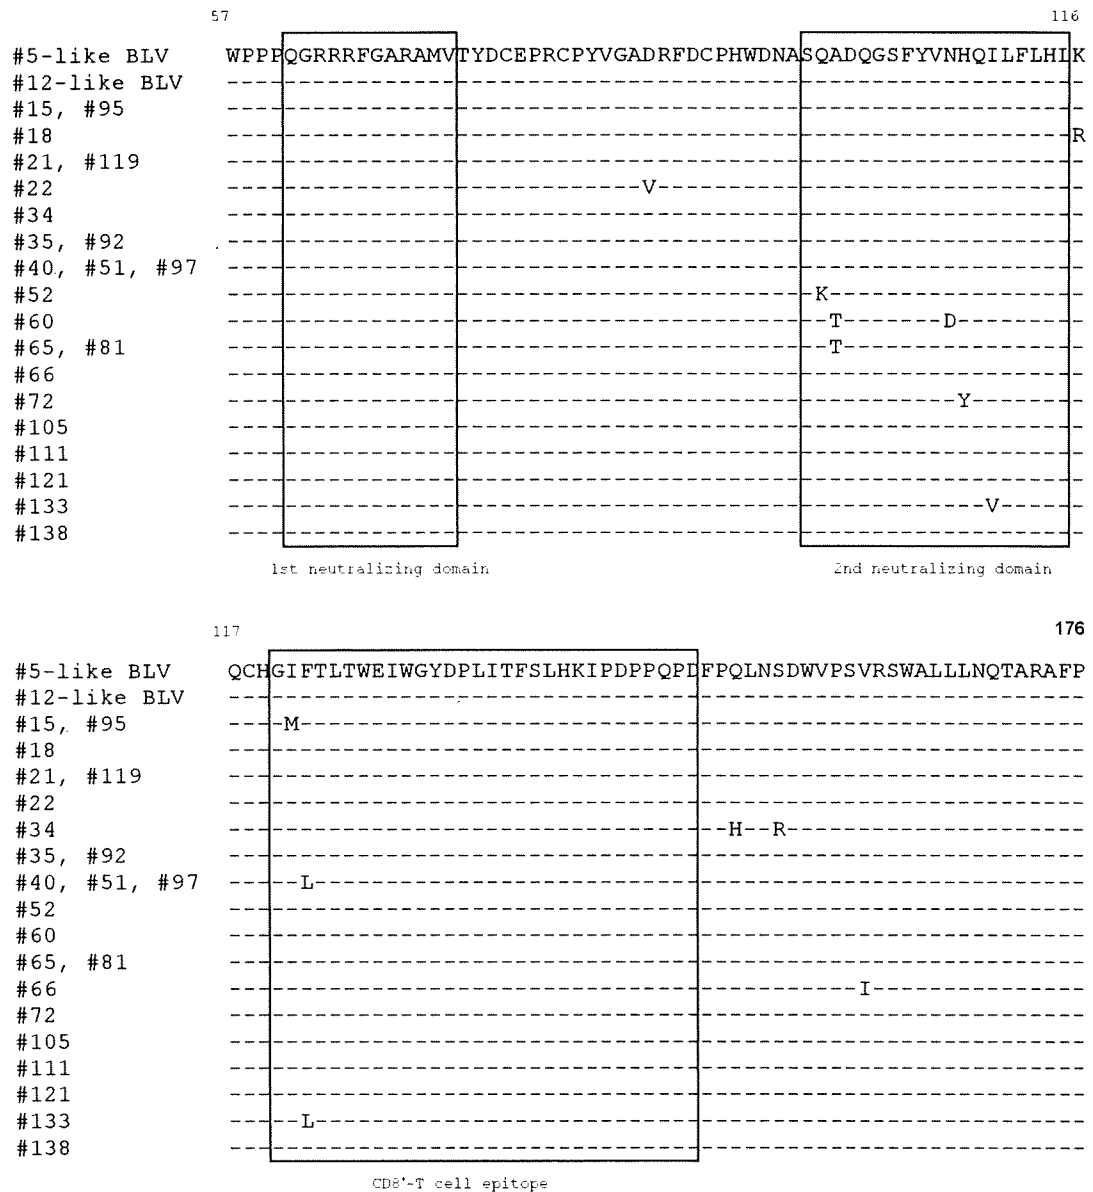 57 116
#5-like BLV WPPPQGRRRFGARAMVTYDCEPRCPYVGADRFDCPHWDNASQADQGSFYVNHQILFLHLK
#12-like BLV ------------------------------------------------------------
#15, #95 ------------------------------------------------------------
#18 -----------------------------------------------------------R
#21, #119 ------------------------------------------------------------
#22 -----------------------------V------------------------------
#34 ------------------------------------------------------------
#35, #92 ------------------------------------------------------------
#40, #51, #97 ------------------------------------------------------------
#52 -----------------------------------------K------------------
#60 ------------------------------------------T-------D---------
#65, #81 ------------------------------------------T-----------------
#66 ------------------------------------------------------------
#72 ---------------------------------------------------Y--------
#105 ------------------------------------------------------------
#111 ------------------------------------------------------------
#121 ------------------------------------------------------------
#133 -----------------------------------------------------V------
#138 ------------------------------------------------------------
1st neutralizing domain 2nd neutralizing domain
117 176
#5-like BLV QCHGIFTLTWEIWGYDPLITFSLHKIPDPPQPDFPQLNSDWVPSVRSWALLLNQTARAFP
#12-like BLV ------------------------------------------------------------
#15, #95 ----M-------------------------------------------------------
#18 ------------------------------------------------------------
#21, #119 ------------------------------------------------------------
#22 ------------------------------------------------------------
#34 -----------------------------------H--R---------------------
#35, #92 ------------------------------------------------------------
#40, #51, #97 -----L------------------------------------------------------
#52 ------------------------------------------------------------
#60 ------------------------------------------------------------
#65, #81 ------------------------------------------------------------
#66 --------------------------------------------I---------------
#72 ------------------------------------------------------------
#105 ------------------------------------------------------------
#111 ------------------------------------------------------------
#121 ------------------------------------------------------------
#133 -----L------------------------------------------------------
#138 ------------------------------------------------------------
CD8⁺-T cell epitope